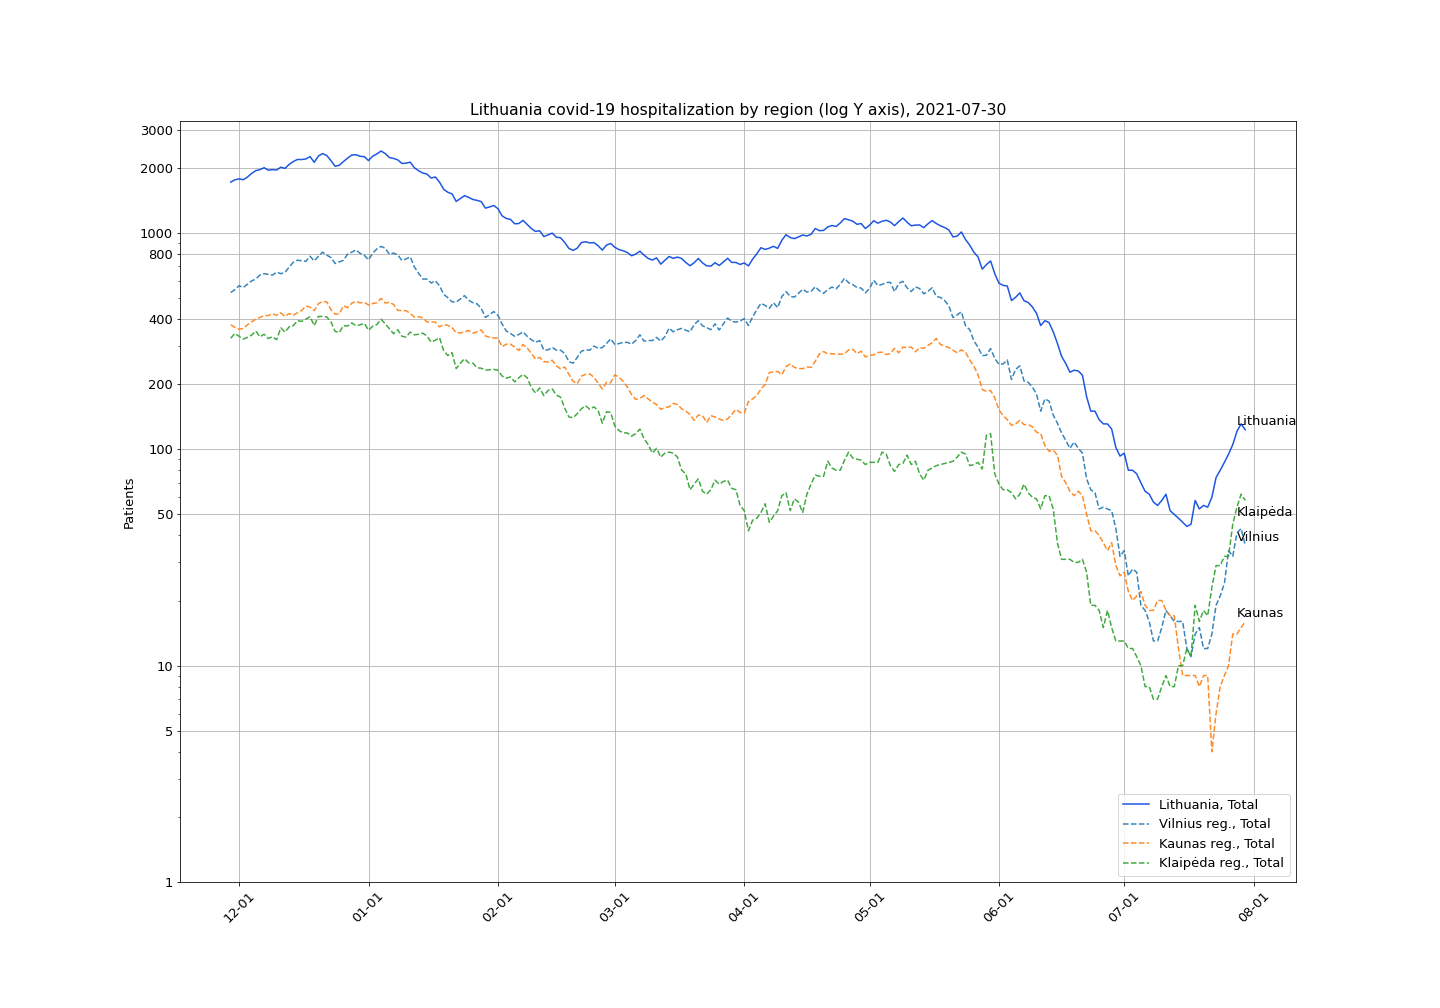 Lithuania covid-19 hospitalization by region (log Y axis), 2021-07-30
3000
2000
1000
800
400
200
100
50
10
5
1
Patients
Lithuania
Klaipėda
Vilnius
Kaunas
Lithuania, Total
Vilnius reg., Total
Kaunas reg., Total
Klaipėda reg., Total
12-01
01-01
02-01
03-01
04-01
05-01
06-01
07-01
08-01